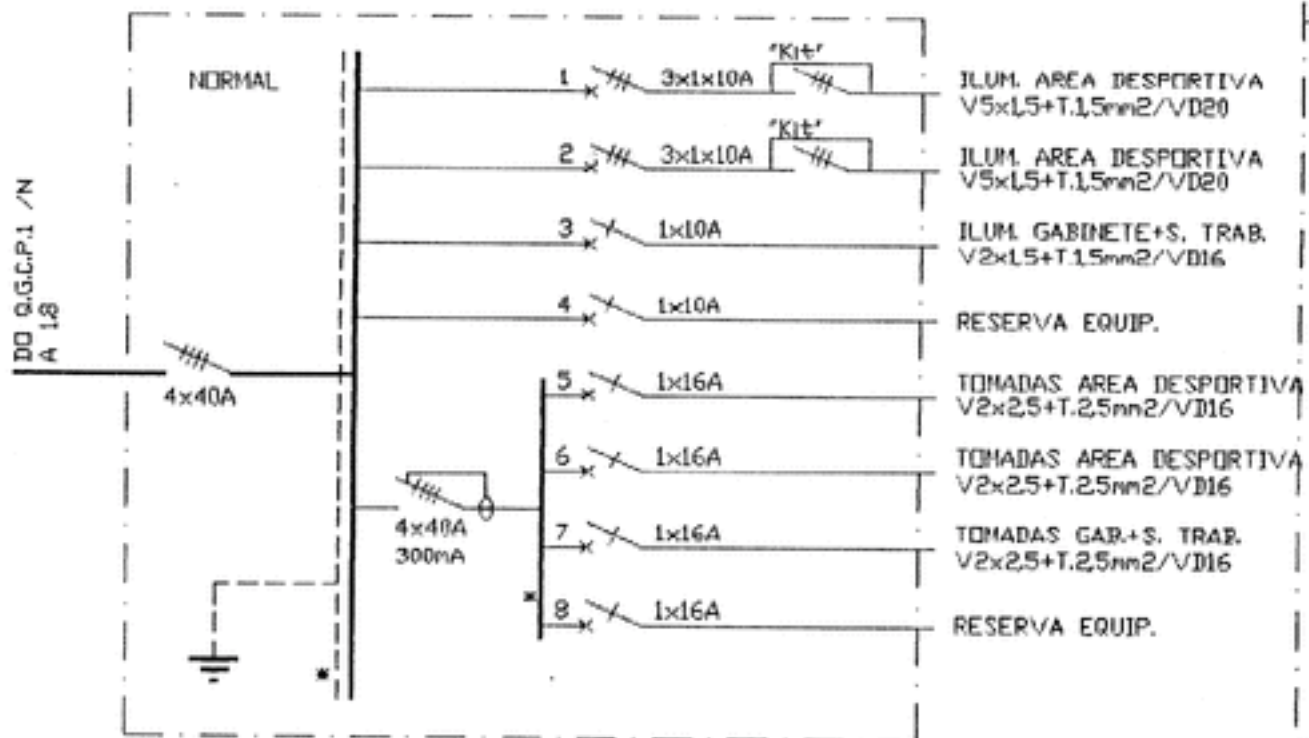 NORMAL
DO Q.G.C.P.1 /N
A 1.8
4x40A
1
3x1x10A
"Kit"
ILUM. AREA DESPORTIVA
V5x1,5+T.1,5mm2/VD20
2
3x1x10A
"Kit"
ILUM. AREA DESPORTIVA
V5x1,5+T.1,5mm2/VD20
3
1x10A
ILUM. GABINETE+S. TRAB.
V2x1,5+T.1,5mm2/VD16
4
1x10A
RESERVA EQUIP.
4x40A
300mA
5
1x16A
TOMADAS AREA DESPORTIVA
V2x2,5+T.2,5mm2/VD16
6
1x16A
TOMADAS AREA DESPORTIVA
V2x2,5+T.2,5mm2/VD16
7
1x16A
TOMADAS GAB.+S. TRAB.
V2x2,5+T.2,5mm2/VD16
8
1x16A
RESERVA EQUIP.